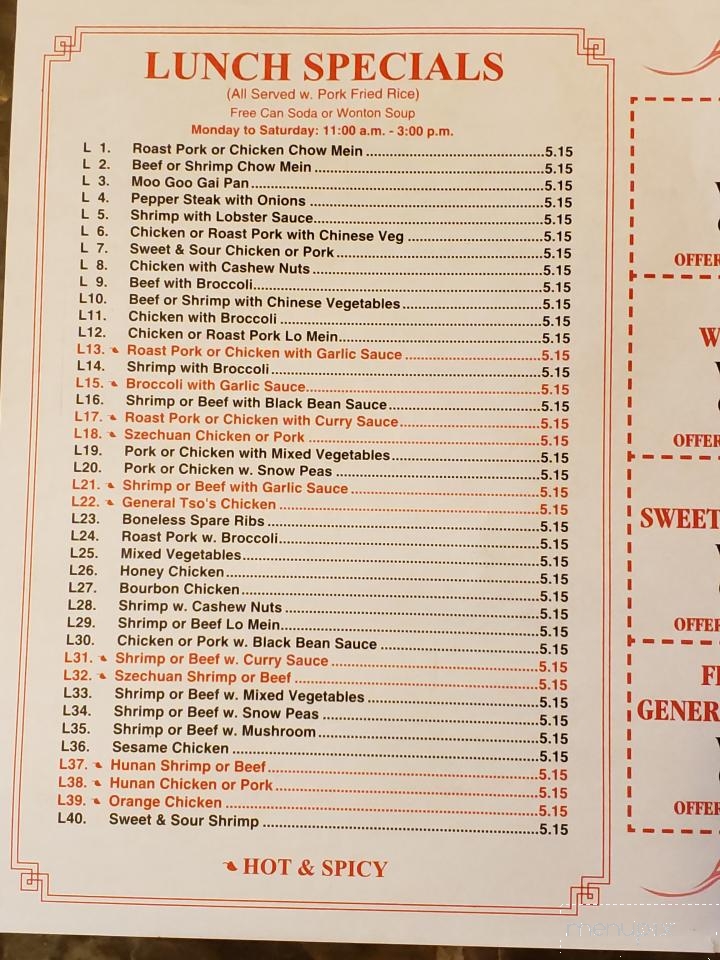 LUNCH SPECIALS
(All Served w. Pork Fried Rice)
Free Can Soda or Wonton Soup
Monday to Saturday: 11:00 a.m. - 3:00 p.m.
L 1. Roast Pork or Chicken Chow Mein 5.15
L 2. Beef or Shrimp Chow Mein 5.15
L 3. Moo Goo Gai Pan 5.15
L 4. Pepper Steak with Onions 5.15
L 5. Shrimp with Lobster Sauce 5.15
L 6. Chicken or Roast Pork with Chinese Veg 5.15
L 7. Sweet & Sour Chicken or Pork 5.15
L 8. Chicken with Cashew Nuts 5.15
L 9. Beef with Broccoli 5.15
L10. Beef or Shrimp with Chinese Vegetables 5.15
L11. Chicken with Broccoli 5.15
L12. Chicken or Roast Pork Lo Mein 5.15
L13. Roast Pork or Chicken with Garlic Sauce 5.15
L14. Shrimp with Broccoli 5.15
L15. Broccoli with Garlic Sauce 5.15
L16. Shrimp or Beef with Black Bean Sauce 5.15
L17. Roast Pork or Chicken with Curry Sauce 5.15
L18. Szechuan Chicken or Pork 5.15
L19. Pork or Chicken with Mixed Vegetables 5.15
L20. Pork or Chicken w. Snow Peas 5.15
L21. Shrimp or Beef with Garlic Sauce 5.15
L22. General Tso's Chicken 5.15
L23. Boneless Spare Ribs 5.15
L24. Roast Pork w. Broccoli 5.15
L25. Mixed Vegetables 5.15
L26. Honey Chicken 5.15
L27. Bourbon Chicken 5.15
L28. Shrimp w. Cashew Nuts 5.15
L29. Shrimp or Beef Lo Mein 5.15
L30. Chicken or Pork w. Black Bean Sauce 5.15
L31. Shrimp or Beef w. Curry Sauce 5.15
L32. Szechuan Shrimp or Beef 5.15
L33. Shrimp or Beef w. Mixed Vegetables 5.15
L34. Shrimp or Beef w. Snow Peas 5.15
L35. Shrimp or Beef w. Mushroom 5.15
L36. Sesame Chicken 5.15
L37. Hunan Shrimp or Beef 5.15
L38. Hunan Chicken or Pork 5.15
L39. Orange Chicken 5.15
L40. Sweet & Sour Shrimp 5.15
HOT & SPICY
OFFER
W
OFFER
SWEET
OFFER
GENER
OFFER
menupix